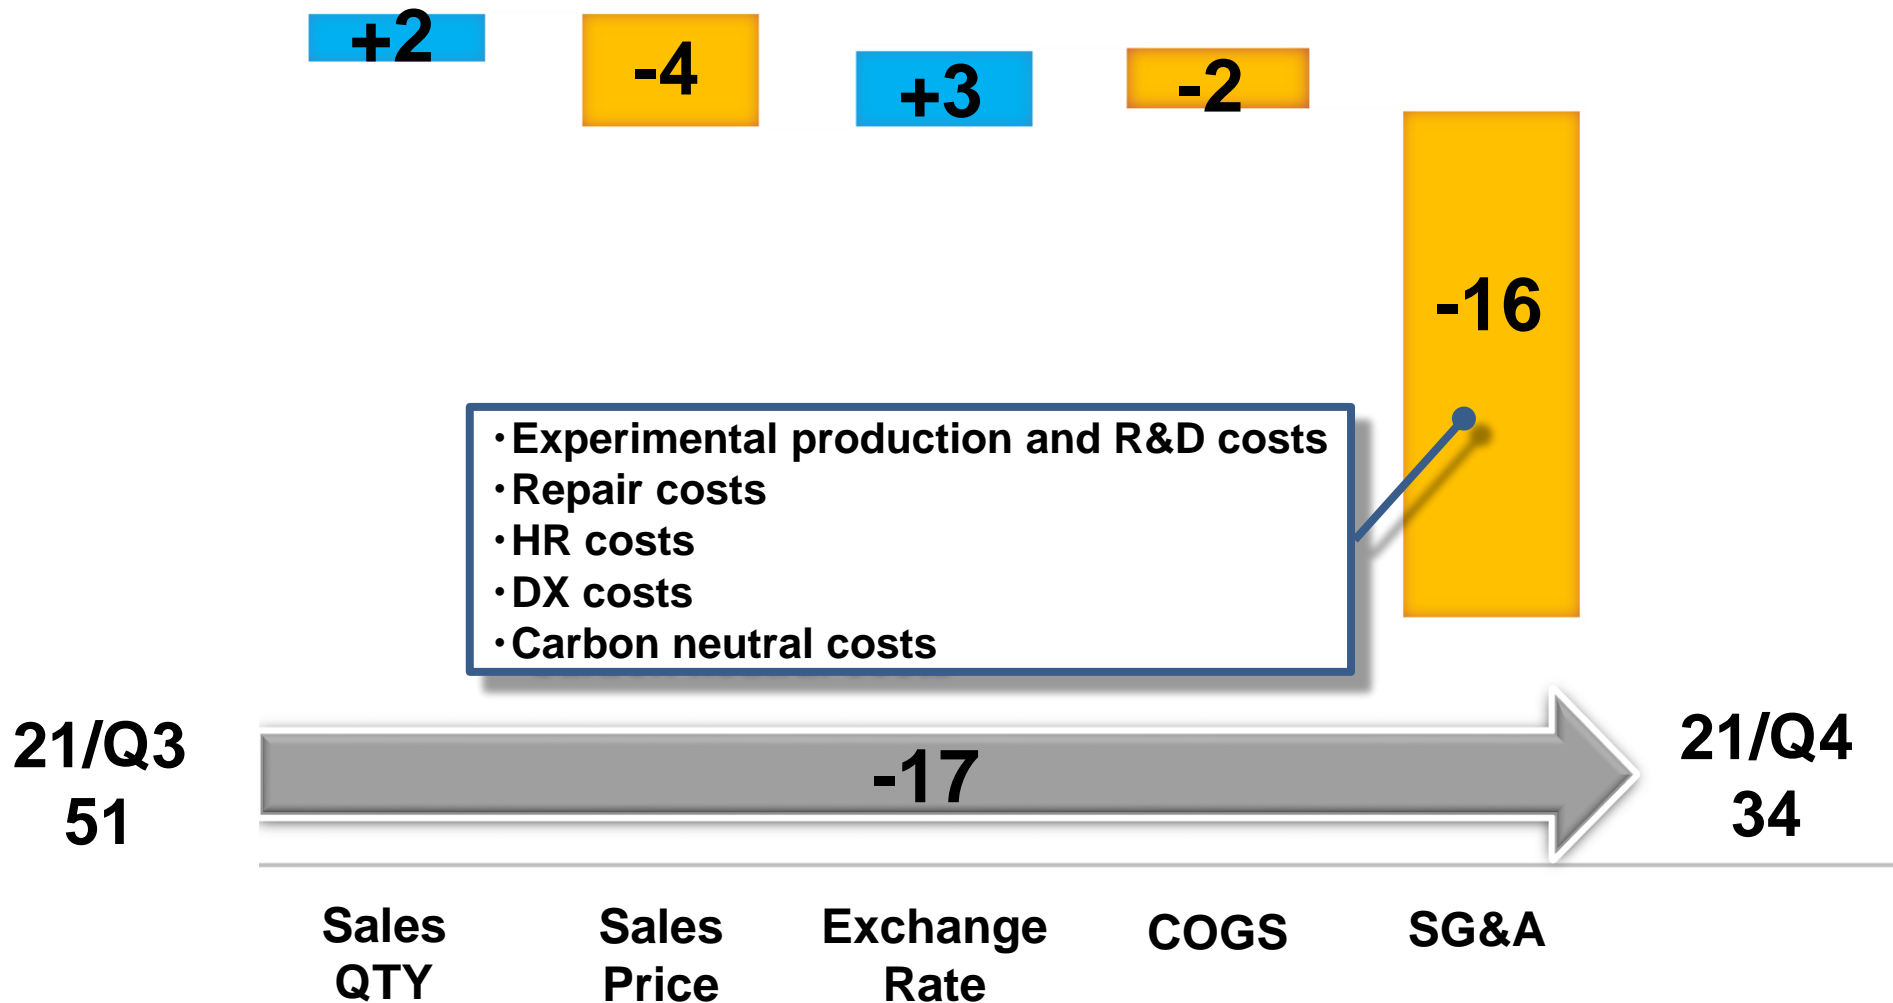 +2
-4
+3
-2
-16
・Experimental production and R&D costs
・Repair costs
・HR costs
・DX costs
・Carbon neutral costs
21/Q3
51
-17
21/Q4
34
Sales
QTY
Sales
Price
Exchange
Rate
COGS
SG&A